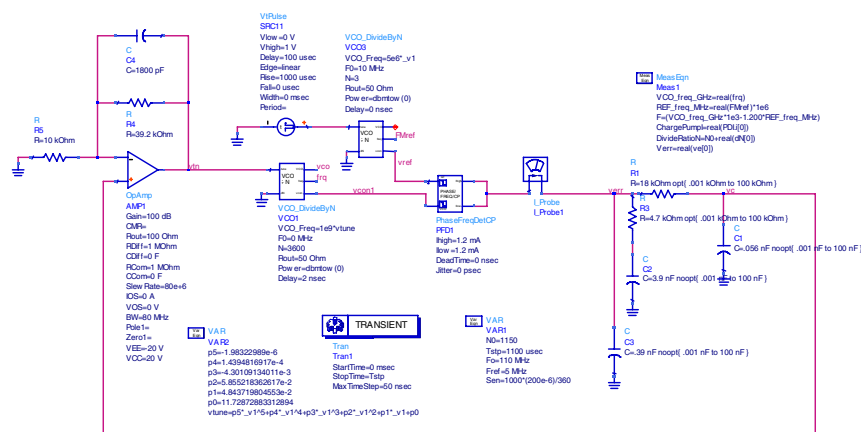 C
C4
C=1800 pF
R
R4
R=39.2 kOhm
R
R5
R=10 kOhm
OpAmp
AMP1
Gain=100 dB
CMR=
Rout=100 Ohm
RDiff=1 MOhm
CDiff=0 F
RCom=1 MOhm
CCom=0 F
Slew Rate=80e+6
IOS=0 A
VOS=0 V
BW=80 MHz
Pole1=
Zero1=
VEE=-20 V
VCC=20 V
VtPulse
SRC11
Vlow=0 V
Vhigh=1 V
Delay=100 usec
Edge=linear
Rise=1000 usec
Fall=0 usec
Width=0 msec
Period=
VCO_DivideByN
VCO3
VCO_Freq=5e6*_v1
F0=10 MHz
N=3
Rout=50 Ohm
Power=dbmtow (0)
Delay=0 nsec
VCO
÷N
FMref
vref
vtn
VCO
÷N
vco
frq
vcon1
VCO_DivideByN
VCO1
VCO_Freq=1e9*vtune
F0=0 MHz
N=3600
Rout=50 Ohm
Power=dbmtow (0)
Delay=2 nsec
PHASE/
FREQ/CP
PhaseFreqDetCP
PFD1
Ihigh=1.2 mA
Ilow=1.2 mA
DeadTime=0 nsec
Jitter=0 psec
I_Probe
I_Probe1
Meas
Eqn
MeasEqn
Meas1
VCO_freq_GHz=real(frq)
REF_freq_MHz=real(FMref)*1e6
F=(VCO_freq_GHz*1e3-1.200*REF_freq_MHz)
ChargePumpI=real(PDi[0])
DivideRatioN=N0+real(dN[0])
Verr=real(ve[0])
verr
R
R1
R=18 kOhm opt{ .001 kOhm to 100 kOhm }
vc
R
R3
R=4.7 kOhm opt{ .001 kOhm to 100 kOhm }
C
C1
C=.056 nF noopt{ .001 nF to 100 nF }
C
C2
C=3.9 nF noopt{ .001 nF to 100 nF }
C
C3
C=.39 nF noopt{ .001 nF to 100 nF }
Var
Eqn
VAR
VAR2
p5=-1.98322989e-6
p4=1.4394816917e-4
p3=-4.30109134011e-3
p2=5.855218362617e-2
p1=4.843719804553e-2
p0=11.72872883312894
vtune=p5*_v1^5+p4*_v1^4+p3*_v1^3+p2*_v1^2+p1*_v1+p0
TRANSIENT
Tran
Tran1
StartTime=0 msec
StopTime=Tstp
MaxTimeStep=50 nsec
Var
Eqn
VAR
VAR1
N0=1150
Tstp=1100 usec
Fo=110 MHz
Fref=5 MHz
Sen=1000*(200e-6)/360